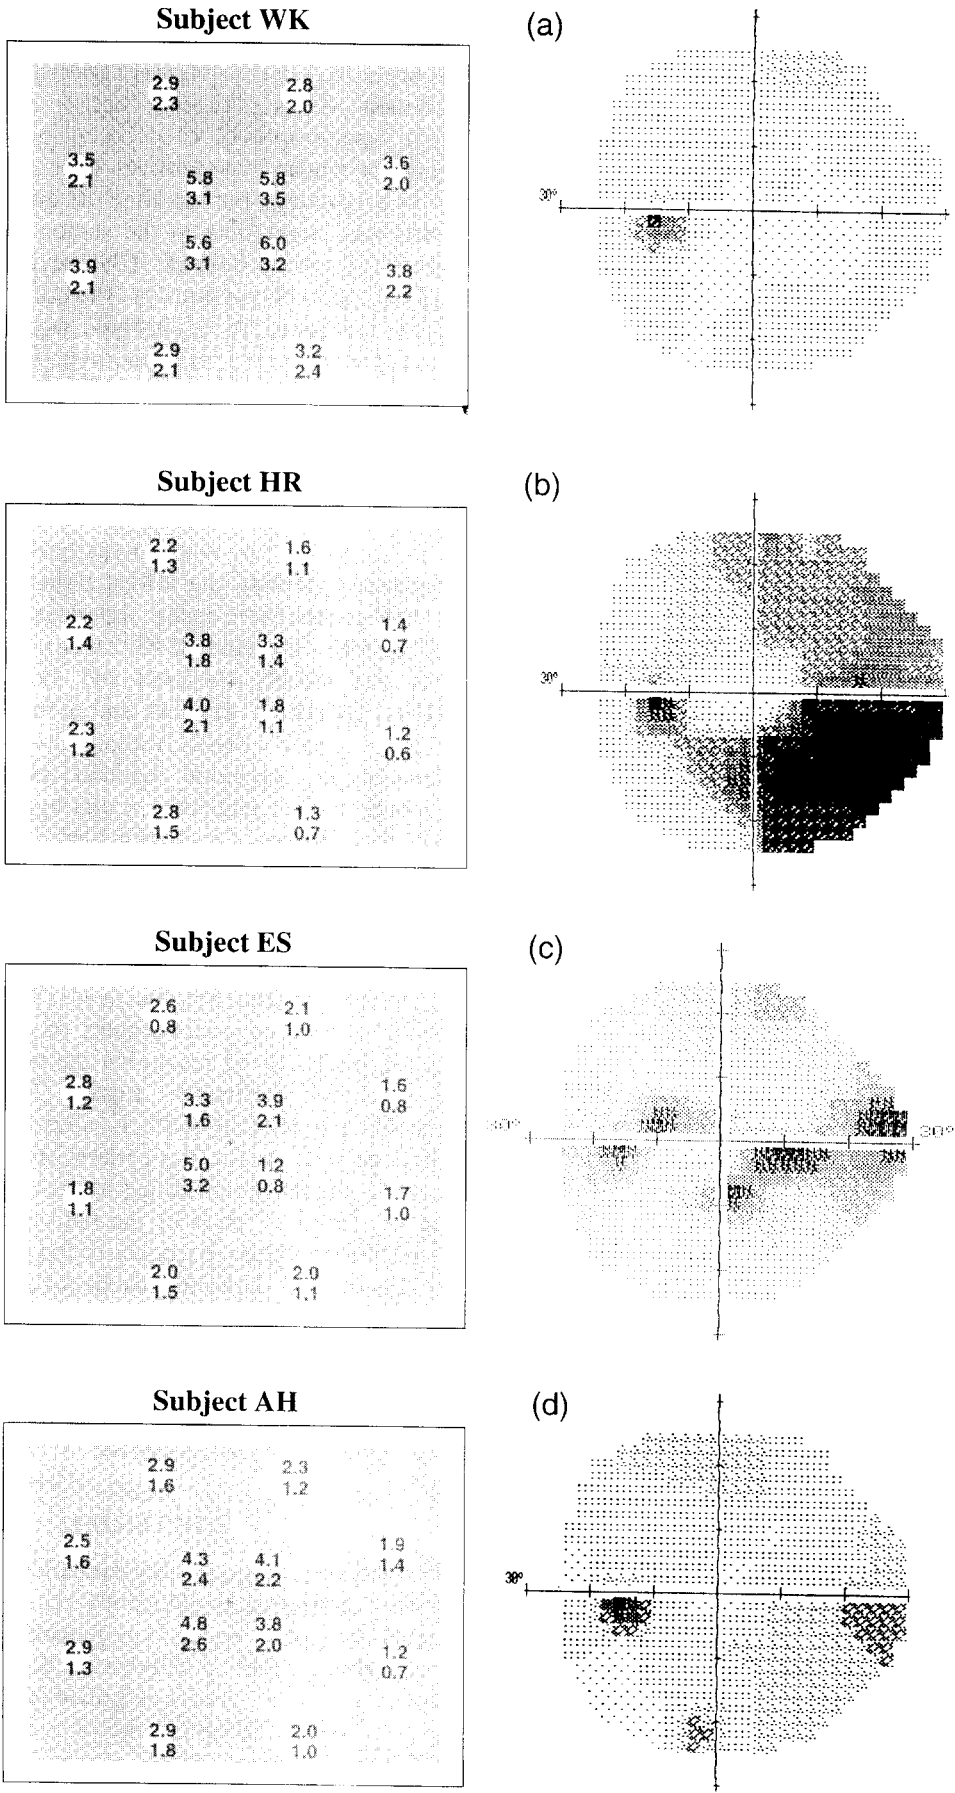 Subject WK
(a)
2.9 2.8
2.3 2.0
3.5 3.6
2.1 5.8 5.8 2.0
3.1 3.5
5.6 6.0
3.9 3.1 3.2 3.8
2.1 2.2
2.9 3.2
2.1 2.4
30°
Subject HR
(b)
2.2 1.6
1.3 1.1
2.2 1.4
1.4 3.8 3.3 0.7
1.8 1.4
4.0 1.8
2.3 2.1 1.1 1.2
1.2 0.6
2.8 1.3
1.5 0.7
30°
Subject ES
(c)
2.6 2.1
0.8 1.0
2.8 1.6
1.2 3.3 3.9 0.8
1.6 2.1
5.0 1.2
1.8 3.2 0.8 1.7
1.1 1.0
2.0 2.0
1.5 1.1
30° 30°
Subject AH
(d)
2.9 2.3
1.6 1.2
2.5 1.9
1.6 4.3 4.1 1.4
2.4 2.2
4.8 3.8
2.9 2.6 2.0 1.2
1.3 0.7
2.9 2.0
1.8 1.0
30°